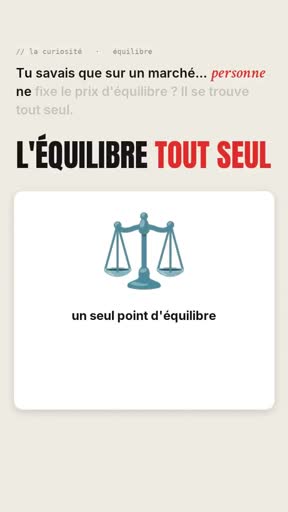 // la curiosité · équilibre
Tu savais que sur un marché... personne
ne fixe le prix d'équilibre ? Il se trouve
tout seul.
L'ÉQUILIBRE TOUT SEUL
un seul point d'équilibre